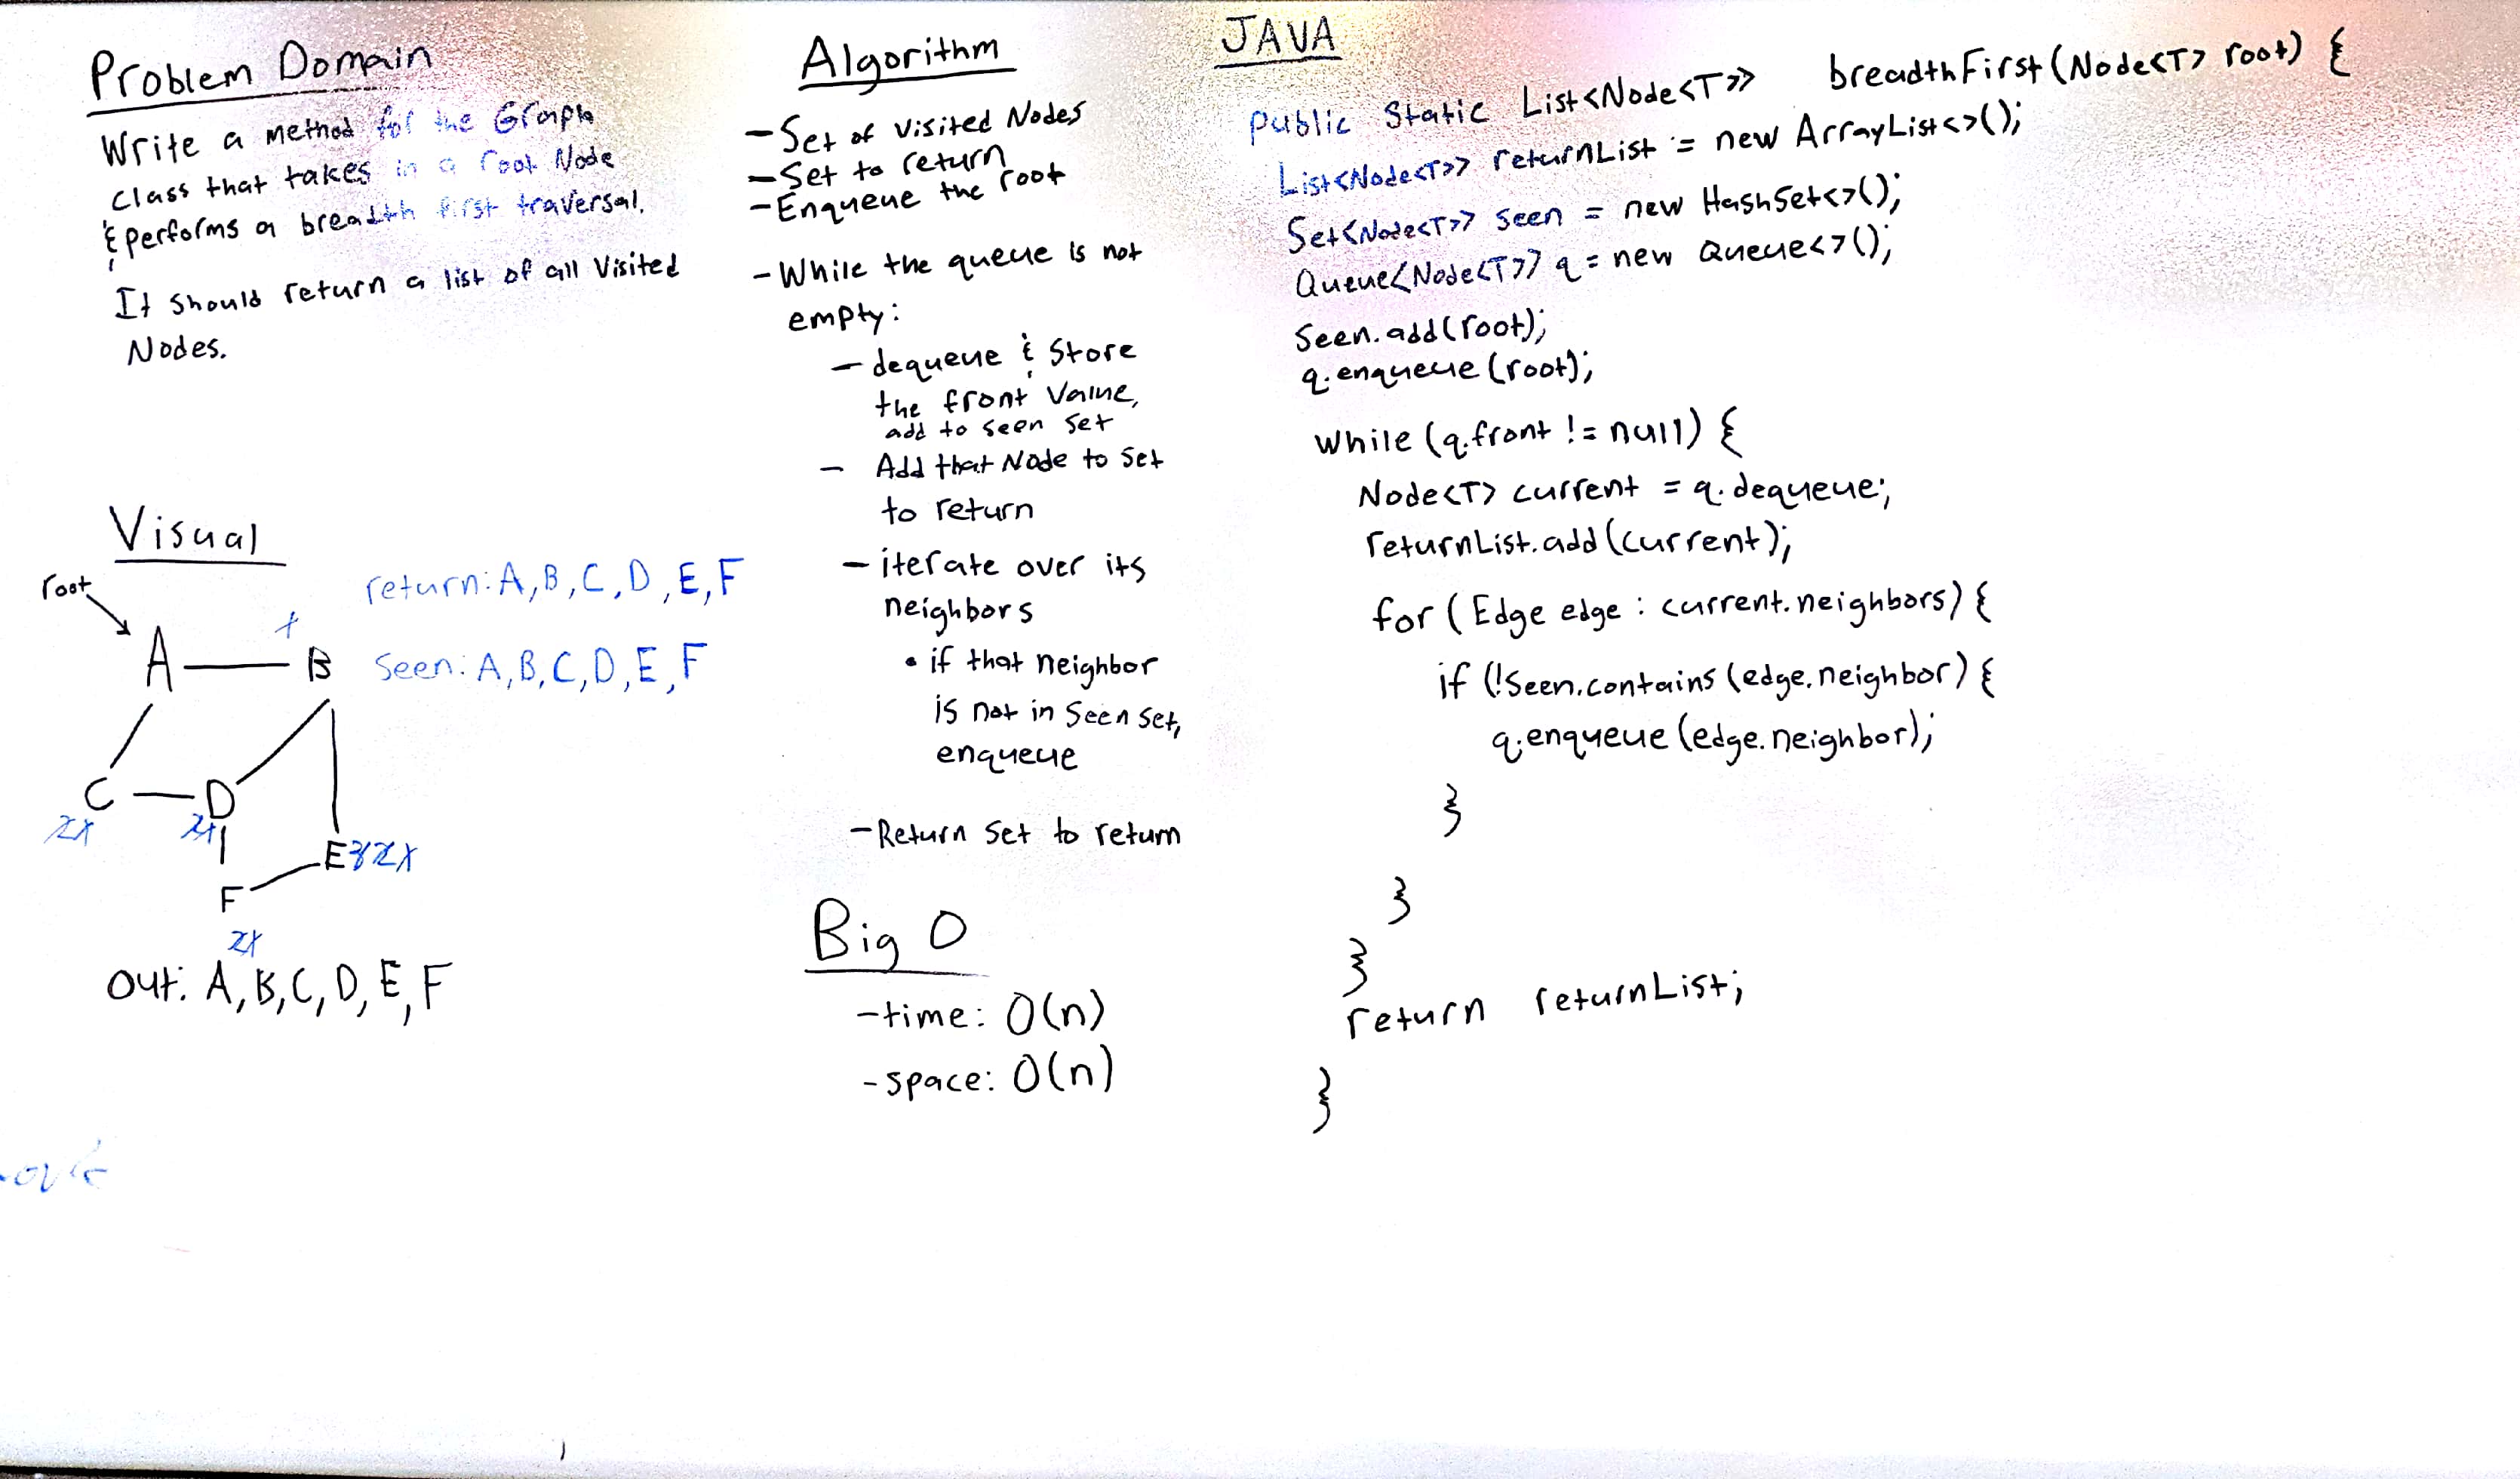 Problem Domain
Write a method for the Graph
class that takes in a root Node
& performs a breadth first traversal.
It should return a list of all visited
Nodes.
Visual
root
return: A, B, C, D, E, F
Seen: A, B, C, D, E, F
x
A
B
C
D
zx
zx
E
zx
F
zx
out: A, B, C, D, E, F
Algorithm
- Set of visited Nodes
- Set to return
- Enqueue the root
- While the queue is not
empty:
- dequeue & store
the front value,
add to seen set
- Add that Node to set
to return
- iterate over its
neighbors
• if that neighbor
is not in seen set,
enqueue
- Return set to return
Big O
- time: O(n)
- space: O(n)
JAVA
public static List<Node<T>> breadthFirst(Node<T> root) {
List<Node<T>> returnList = new ArrayList<>();
Set<Node<T>> seen = new HashSet<>();
Queue<Node<T>> q = new Queue<>();
seen.add(root);
q.enqueue(root);
while (q.front != null) {
Node<T> current = q.dequeue;
returnList.add(current);
for (Edge edge : current.neighbors) {
if (!seen.contains(edge.neighbor) {
q.enqueue(edge.neighbor);
}
}
}
return returnList;
}